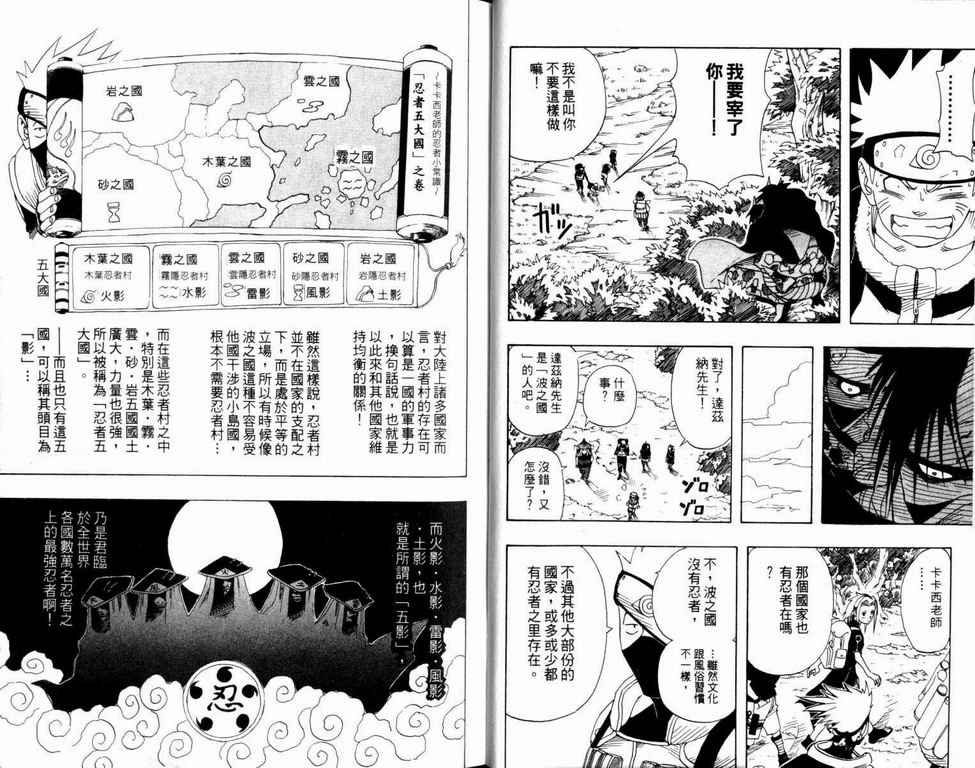 ………
我要宰了
你——！
我不是叫你
不要這樣做
嘛！
ガッ
對了，達茲
納先生！
什麼
事？
達茲納先生
是「波之國
」的人吧。
沒錯，又
怎麼了？
ゾロ
ゾロ
卡卡西老師
……
那個國家也
有忍者在嗎
？
不，波之國
沒有忍者，
…雖然文化
跟風俗習慣
不一樣，
不過其他大部份的
國家，或多或少都
有忍者之里存在。
～卡卡西老師的忍者小常識～
「忍者五大國」之卷
岩之國
雲之國
木葉之國
霧之國
砂之國
五大國
木葉之國
木葉忍者村
火影
霧之國
霧隱忍者村
水影
雲之國
雲隱忍者村
雷影
砂之國
砂隱忍者村
風影
岩之國
岩隱忍者村
土影
對大陸上諸多國家而
言，忍者村的存在可
以算是一國的軍事力
，換句話說，也就是
以此來和其他國家維
持均衡的關係！
雖然這樣說，忍者村
並不在國家的支配之
下，而是處於平等的
立場，所以有時候像
波之國這種不容易受
他國干涉的小島國，
根本不需要忍者村…
而在這些忍者村之中
，特別是木葉·霧·
雲·砂·岩五國國土
廣大，力量也很強，
所以被稱為「忍者五
大國」。
——而且也只有這五
國，可以稱其頭目為
「影」…
而火影·水影·雷影·風影
·土影，也
就是所謂的「五影」，
乃是君臨
於全世界
各國數萬名忍者之
上的最強忍者啊！
忍